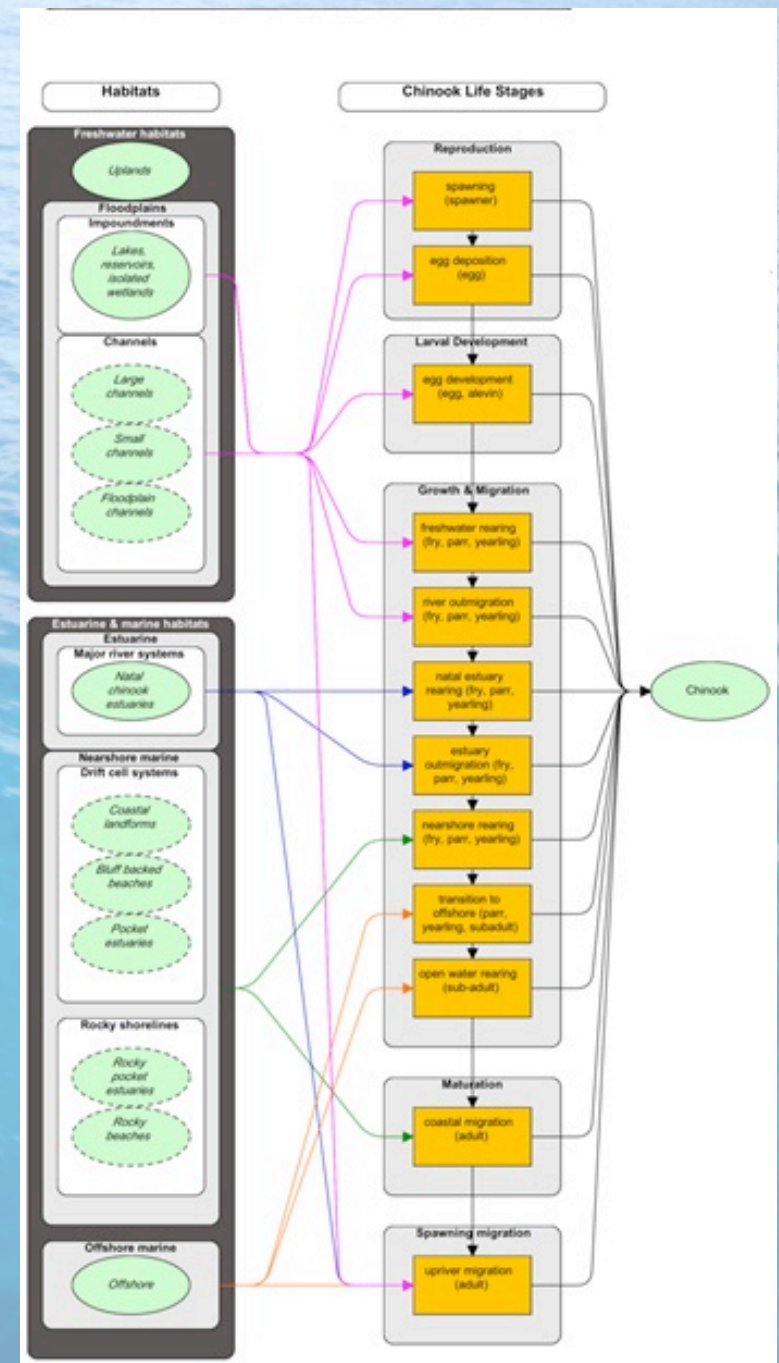 Habitats
Chinook Life Stages
Freshwater habitats
Uplands
Floodplains
Impoundments
Lakes,
reservoirs,
isolated
wetlands
Channels
Large
channels
Small
channels
Floodplain
channels
Estuarine & marine habitats
Estuarine
Major river systems
Natal
chinook
estuaries
Nearshore marine
Drift cell systems
Coastal
landforms
Bluff backed
beaches
Pocket
estuaries
Rocky shorelines
Rocky
pocket
estuaries
Rocky
beaches
Offshore marine
Offshore
Reproduction
spawning
(spawner)
egg deposition
(egg)
Larval Development
egg development
(egg, alevin)
Growth & Migration
freshwater rearing
(fry, parr, yearling)
river outmigration
(fry, parr, yearling)
natal estuary
rearing (fry, parr,
yearling)
estuary
outmigration (fry,
parr, yearling)
nearshore rearing
(fry, parr, yearling)
transition to
offshore (parr,
yearling, subadult)
open water rearing
(sub-adult)
Maturation
coastal migration
(adult)
Spawning migration
upriver migration
(adult)
Chinook